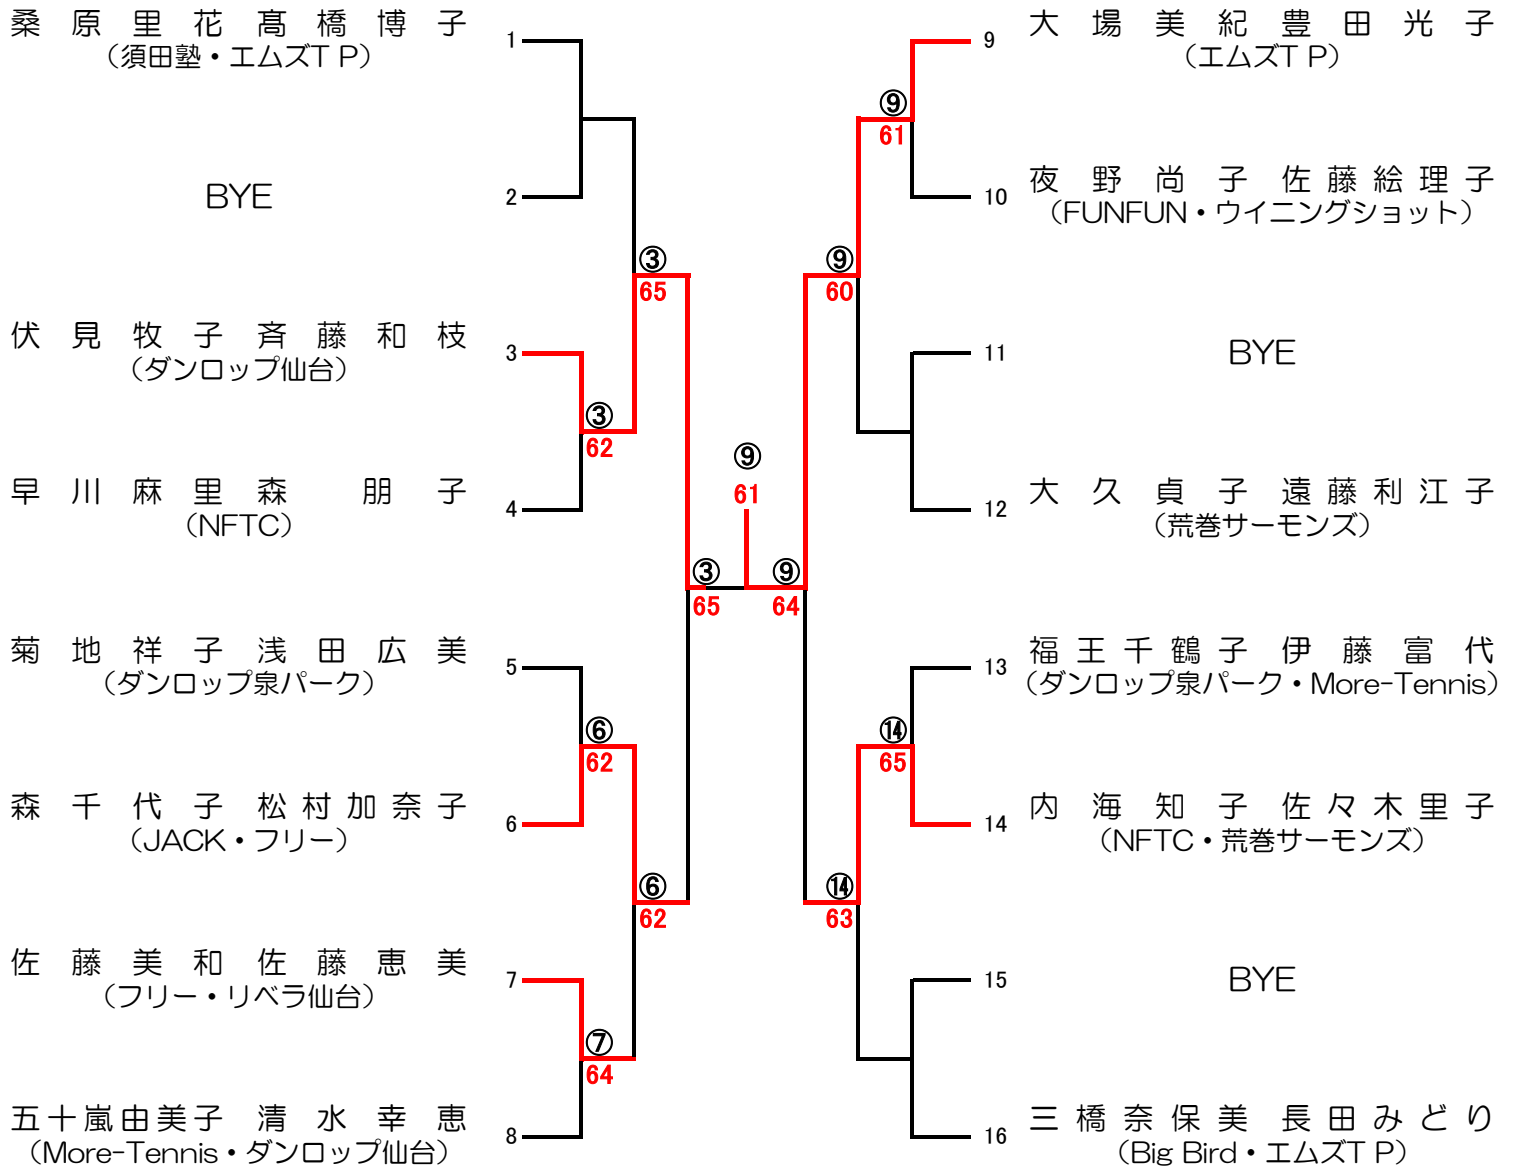 桑原里花 髙橋博子
（須田塾・エムズTP）
1
BYE
2
伏見牧子 斉藤和枝
（ダンロップ仙台）
3
早川麻里 森朋子
（NFTC）
4
菊地祥子 浅田広美
（ダンロップ泉パーク）
5
森千代子 松村加奈子
（JACK・フリー）
6
佐藤美和 佐藤恵美
（フリー・リベラ仙台）
7
五十嵐由美子 清水幸恵
（More-Tennis・ダンロップ仙台）
8
③
65
③
62
⑥
62
⑥
62
⑦
64
③
65
⑨
61
⑨
64
⑨
61
⑨
60
⑭
65
⑭
63
9
大場美紀 豊田光子
（エムズTP）
10
夜野尚子 佐藤絵理子
（FUNFUN・ウイニングショット）
11
BYE
12
大久貞子 遠藤利江子
（荒巻サーモンズ）
13
福王千鶴子 伊藤富代
（ダンロップ泉パーク・More-Tennis）
14
内海知子 佐々木里子
（NFTC・荒巻サーモンズ）
15
BYE
16
三橋奈保美 長田みどり
（Big Bird・エムズTP）